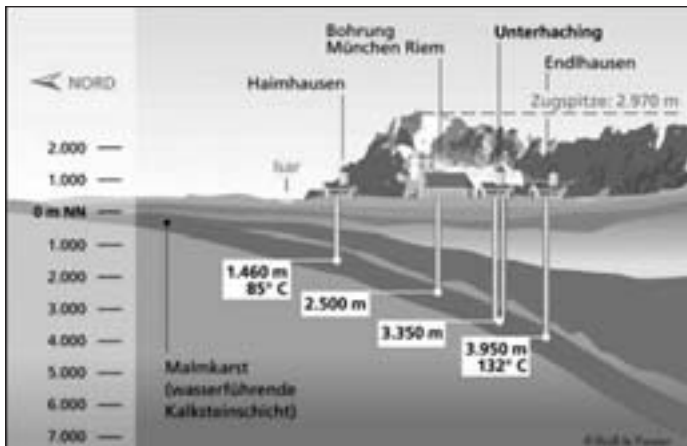 Bohrung
München Riem
Unterhaching
Endlhausen
NORD
Haimhausen
Zugspitze: 2.970 m
2.000
Isar
1.000
0 m NN
1.000
1.460 m
85° C
2.000
2.500 m
3.000
3.350 m
3.950 m
132° C
4.000
Malmkarst
(wasserführende
Kalksteinschicht)
5.000
6.000
7.000